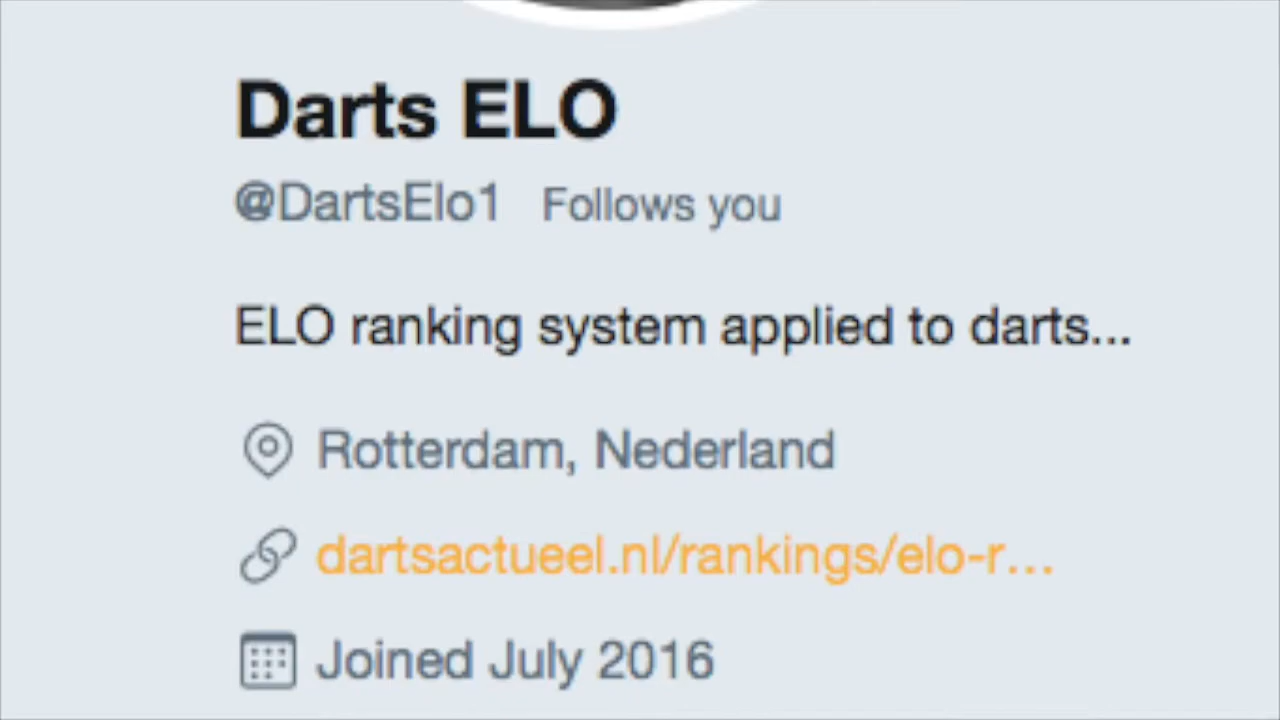 Darts ELO
@DartsElo1 Follows you
ELO ranking system applied to darts...
Rotterdam, Nederland
dartsactueel.nl/rankings/elo-r...
Joined July 2016